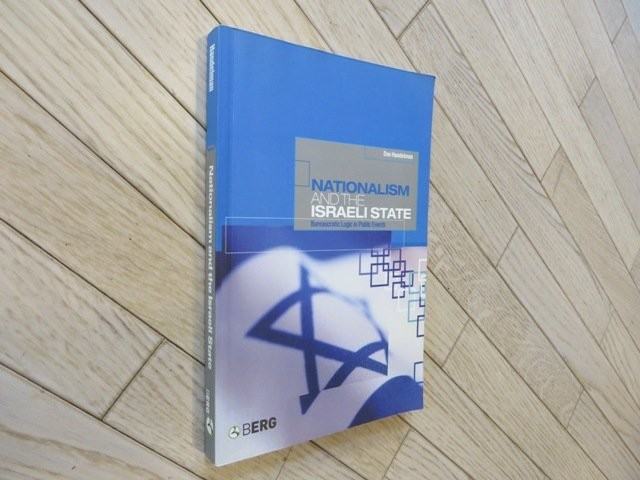 Don Handelman
NATIONALISM
AND THE
ISRAELI STATE
Bureaucratic Logic in Public Events
BERG
Handelman
Nationalism and the Israeli State
BERG